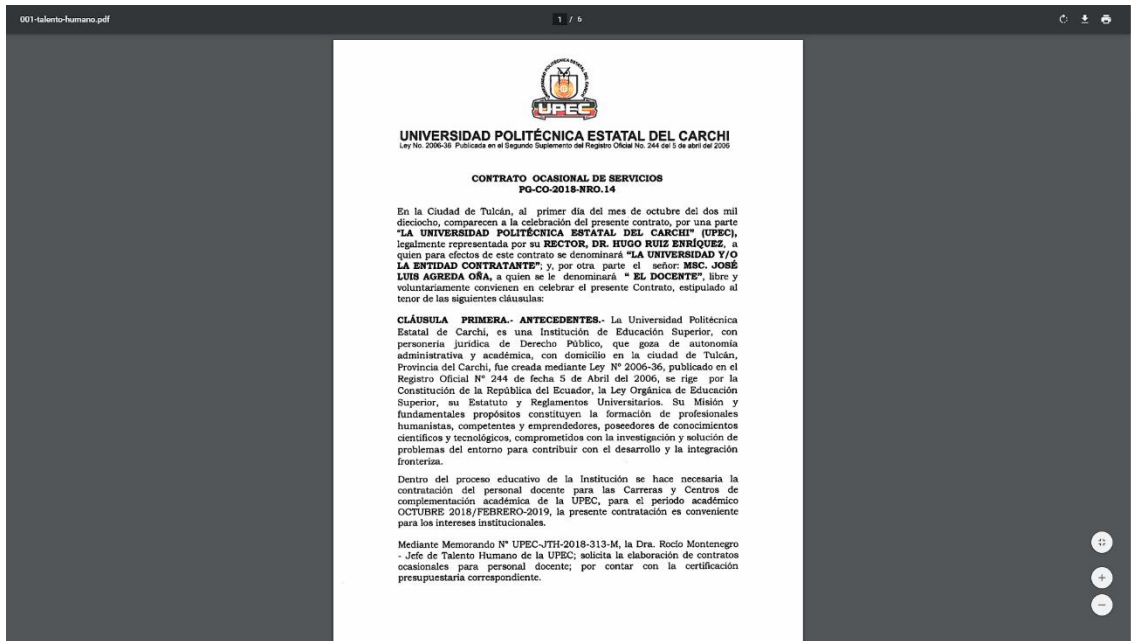 001-talento-humano.pdf
1 / 6
UNIVERSIDAD POLITÉCNICA ESTATAL DEL CARCHI
UPEC
UNIVERSIDAD POLITÉCNICA ESTATAL DEL CARCHI
Ley No. 2006-36 Publicada en el Segundo Suplemento del Registro Oficial No. 244 del 5 de abril del 2006
CONTRATO OCASIONAL DE SERVICIOS
PG-CO-2018-NRO.14
En la Ciudad de Tulcán, al primer día del mes de octubre del dos mil
dieciocho, comparecen a la celebración del presente contrato, por una parte
"LA UNIVERSIDAD POLITÉCNICA ESTATAL DEL CARCHI" (UPEC),
legalmente representada por su RECTOR, DR. HUGO RUIZ ENRÍQUEZ, a
quien para efectos de este contrato se denominará "LA UNIVERSIDAD Y/O
LA ENTIDAD CONTRATANTE"; y, por otra parte el señor: MSC. JOSÉ
LUIS AGREDA OÑA, a quien se le denominará " EL DOCENTE", libre y
voluntariamente convienen en celebrar el presente Contrato, estipulado al
tenor de las siguientes cláusulas:
CLÁUSULA PRIMERA.- ANTECEDENTES.- La Universidad Politécnica
Estatal de Carchi, es una Institución de Educación Superior, con
personería jurídica de Derecho Público, que goza de autonomía
administrativa y académica, con domicilio en la ciudad de Tulcán,
Provincia del Carchi, fue creada mediante Ley Nº 2006-36, publicado en el
Registro Oficial Nº 244 de fecha 5 de Abril del 2006, se rige por la
Constitución de la República del Ecuador, la Ley Orgánica de Educación
Superior, su Estatuto y Reglamentos Universitarios. Su Misión y
fundamentales propósitos constituyen la formación de profesionales
humanistas, competentes y emprendedores, poseedores de conocimientos
científicos y tecnológicos, comprometidos con la investigación y solución de
problemas del entorno para contribuir con el desarrollo y la integración
fronteriza.
Dentro del proceso educativo de la Institución se hace necesaria la
contratación del personal docente para las Carreras y Centros de
complementación académica de la UPEC, para el periodo académico
OCTUBRE 2018/FEBRERO-2019, la presente contratación es conveniente
para los intereses institucionales.
Mediante Memorando Nº UPEC-JTH-2018-313-M, la Dra. Rocío Montenegro
- Jefe de Talento Humano de la UPEC; solicita la elaboración de contratos
ocasionales para personal docente; por contar con la certificación
presupuestaria correspondiente.